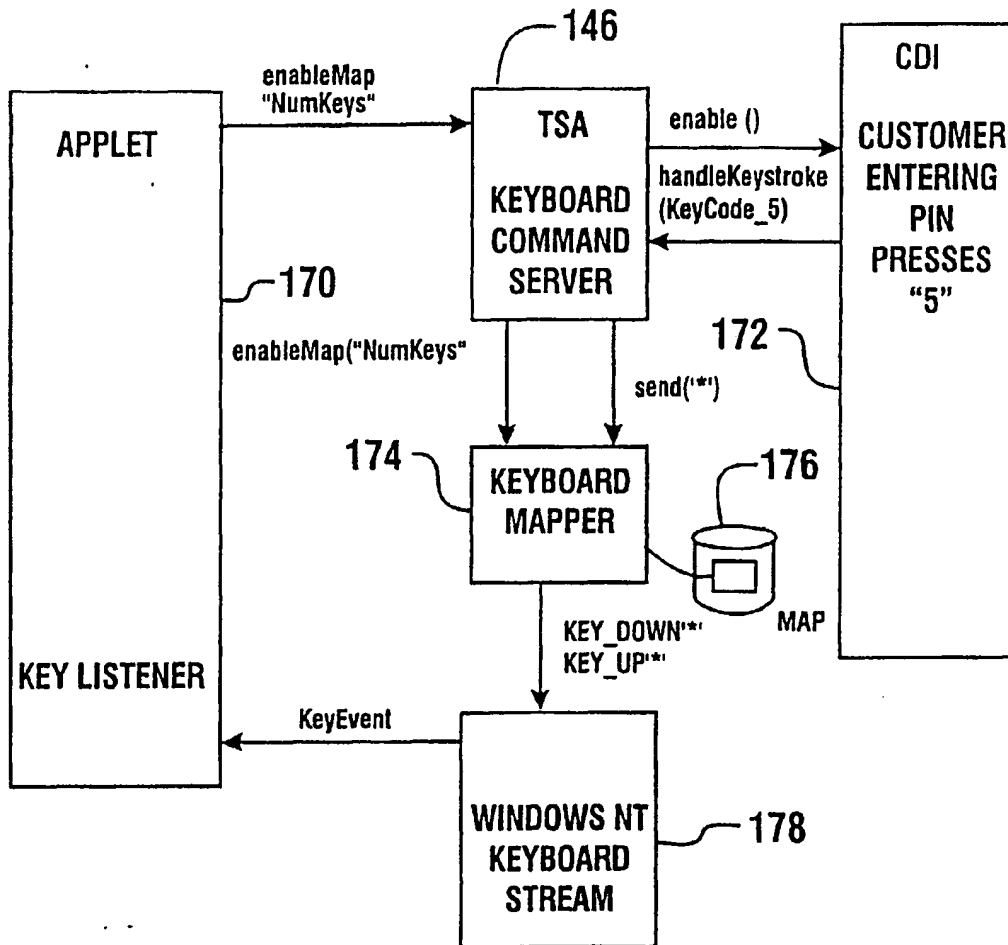 146
enableMap
"NumKeys"
APPLET
TSA
KEYBOARD
COMMAND
SERVER
enable ()
handleKeystroke
(KeyCode_5)
CDI
CUSTOMER
ENTERING
PIN
PRESSES
"5"
170
172
enableMap("NumKeys"
send('*')
174
KEYBOARD
MAPPER
176
MAP
KEY_DOWN'*'
KEY_UP'*'
KEY LISTENER
KeyEvent
WINDOWS NT
KEYBOARD
STREAM
178